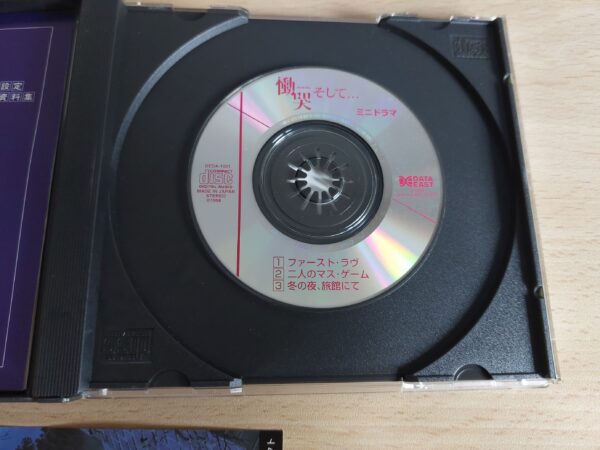 設定
資料集
慟哭そして…
ミニドラマ
COMPACT
disc
DIGITAL AUDIO
MADE IN JAPAN
STEREO
DATA
EAST
1 ファースト・ラヴ
2 二人のマス・ゲーム
3 冬の夜、旅館にて